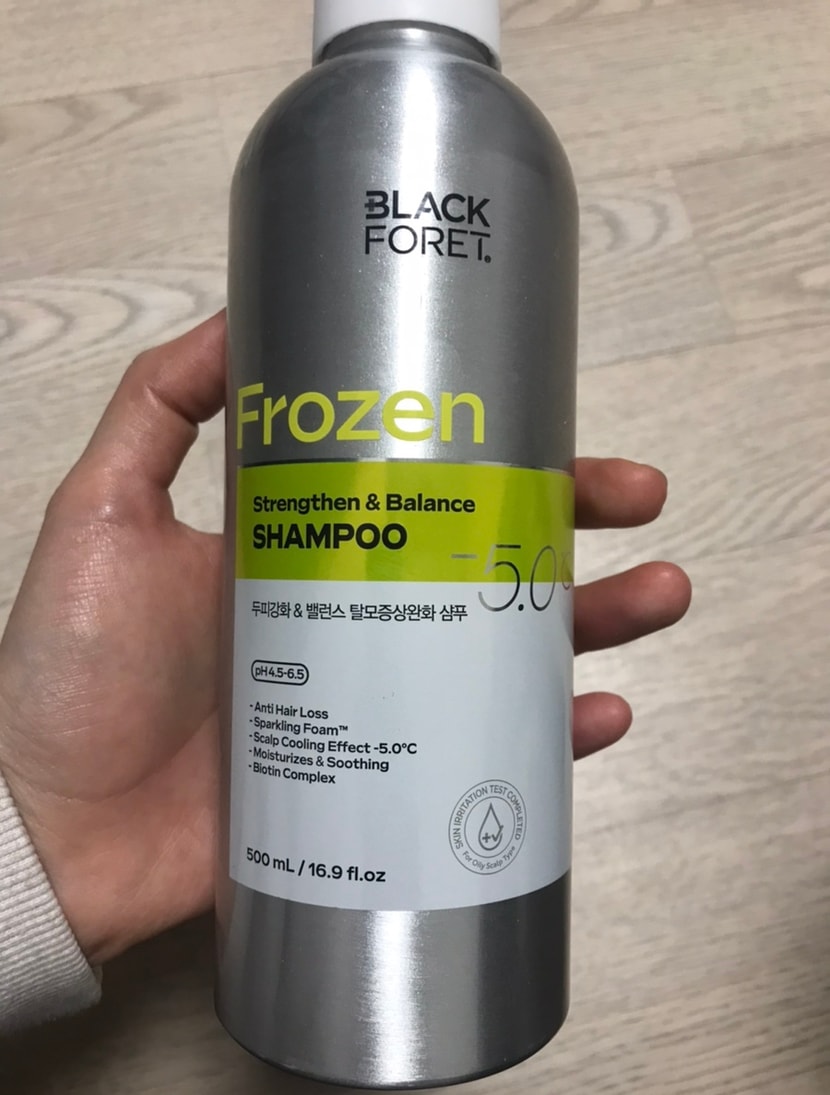 BLACK
FORET®
Frozen
Strengthen & Balance
SHAMPOO
-5.0°C
두피강화 & 밸런스 탈모증상완화 샴푸
pH4.5-6.5
- Anti Hair Loss
- Sparkling Foam™
- Scalp Cooling Effect -5.0°C
- Moisturizes & Soothing
- Biotin Complex
SKIN IRRITATION TEST COMPLETED
For Oily Scalp Type
500 mL / 16.9 fl.oz